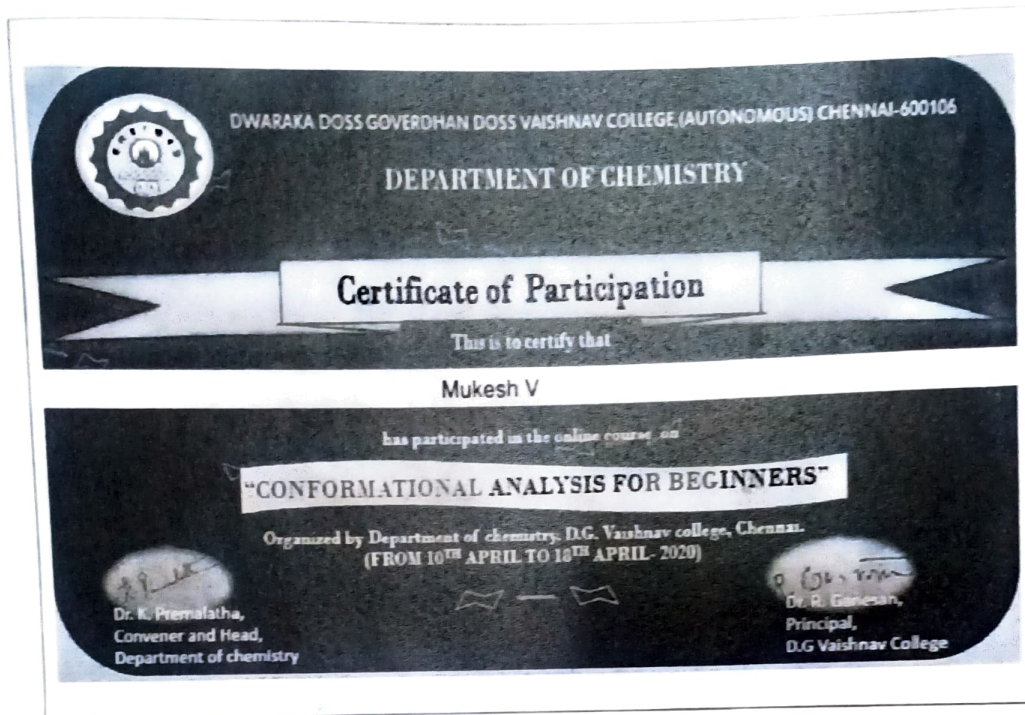 DWARAKA DOSS GOVERDHAN DOSS VAISHNAV COLLEGE,(AUTONOMOUS) CHENNAI-600106
DEPARTMENT OF CHEMISTRY
Certificate of Participation
This is to certify that
Mukesh V
has participated in the online course on
“CONFORMATIONAL ANALYSIS FOR BEGINNERS”
Organized by Department of chemistry, D.G. Vaishnav college, Chennai.
(FROM 10TH APRIL TO 18TH APRIL- 2020)
Dr. K. Premalatha,
Convener and Head,
Department of chemistry
Dr. R. Ganesan,
Principal,
D.G Vaishnav College